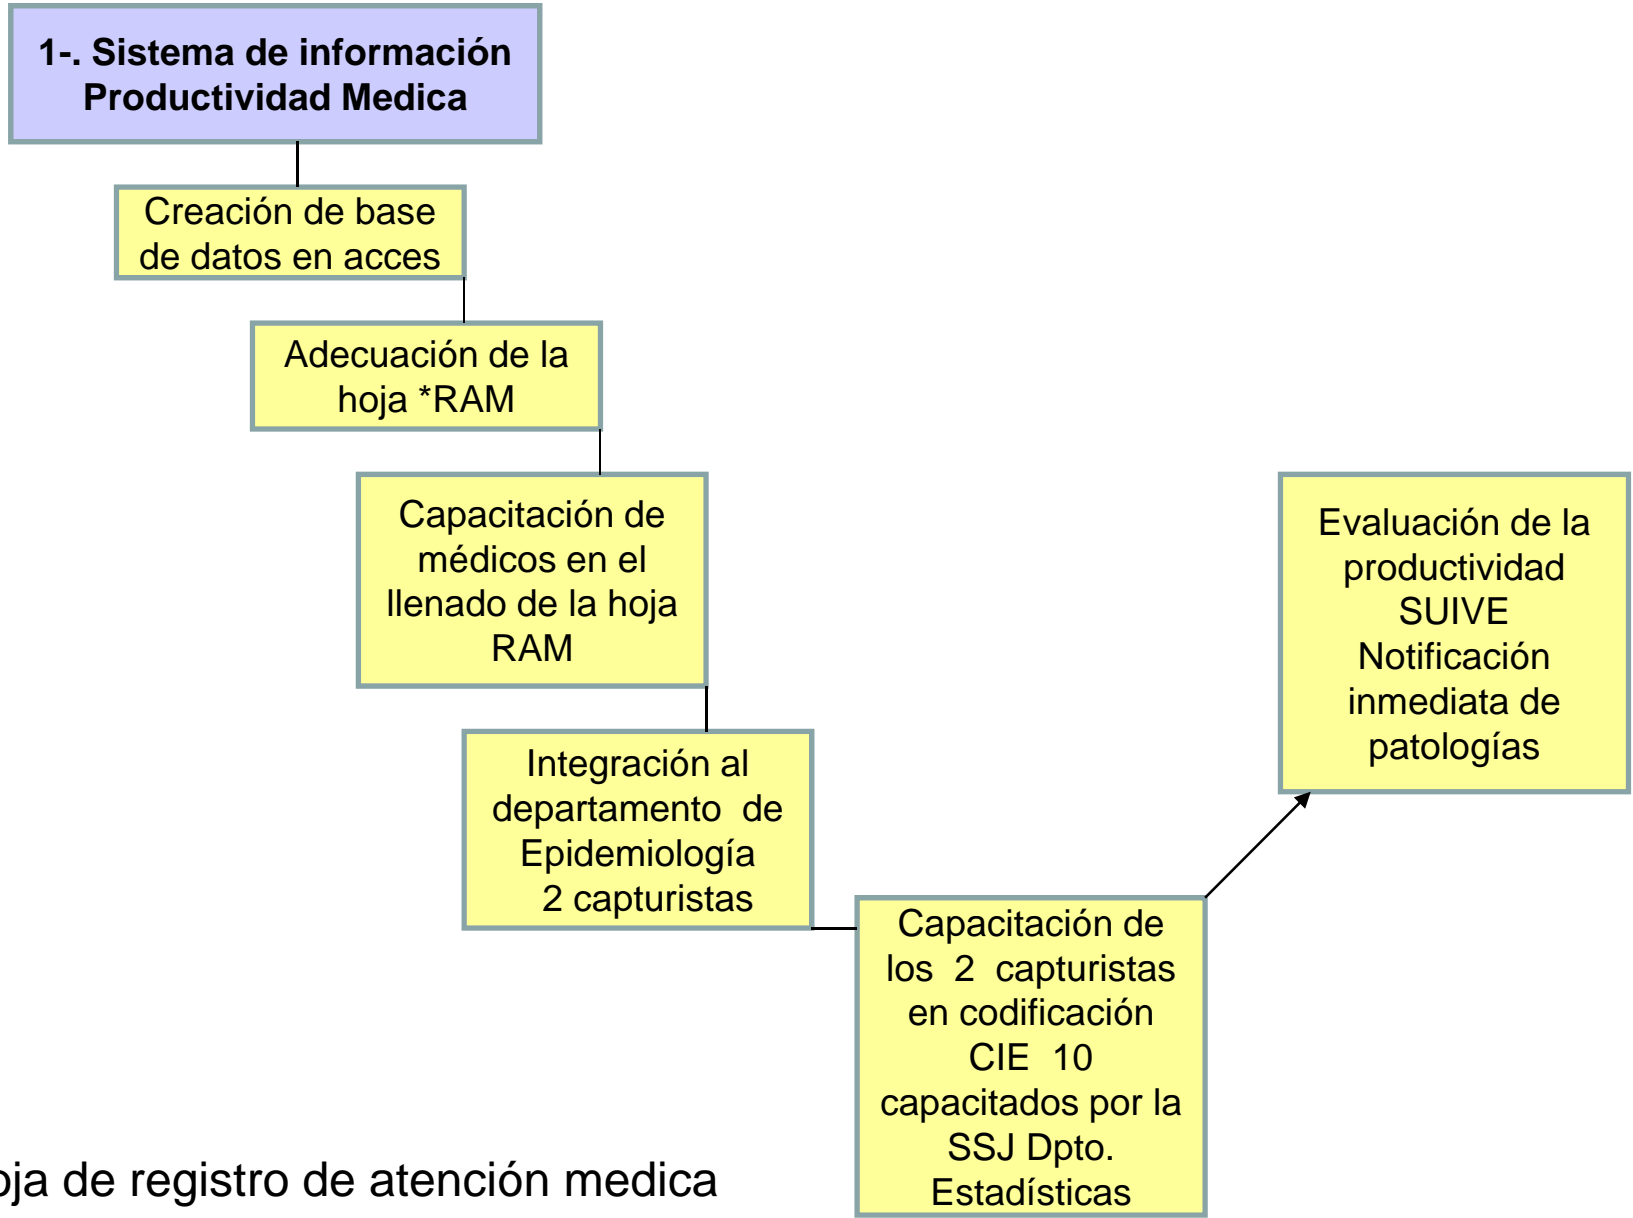 1-. Sistema de información
Productividad Medica
Creación de base
de datos en acces
Adecuación de la
hoja *RAM
Capacitación de
médicos en el
llenado de la hoja
RAM
Integración al
departamento de
Epidemiología
2 capturistas
Capacitación de
los 2 capturistas
en codificación
CIE 10
capacitados por la
SSJ Dpto.
Estadísticas
Evaluación de la
productividad
SUIVE
Notificación
inmediata de
patologías
oja de registro de atención medica